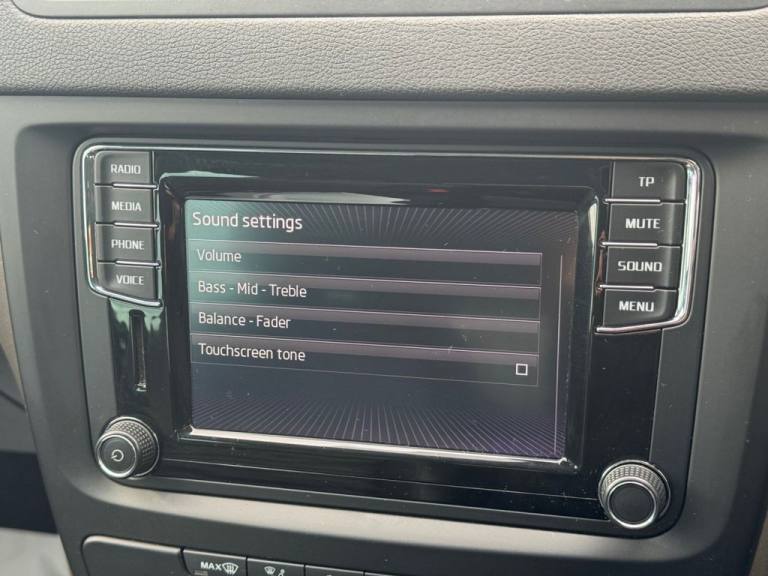 RADIO
MEDIA
PHONE
VOICE
Sound settings
Volume
Bass - Mid - Treble
Balance - Fader
Touchscreen tone
TP
MUTE
SOUND
MENU
MAX